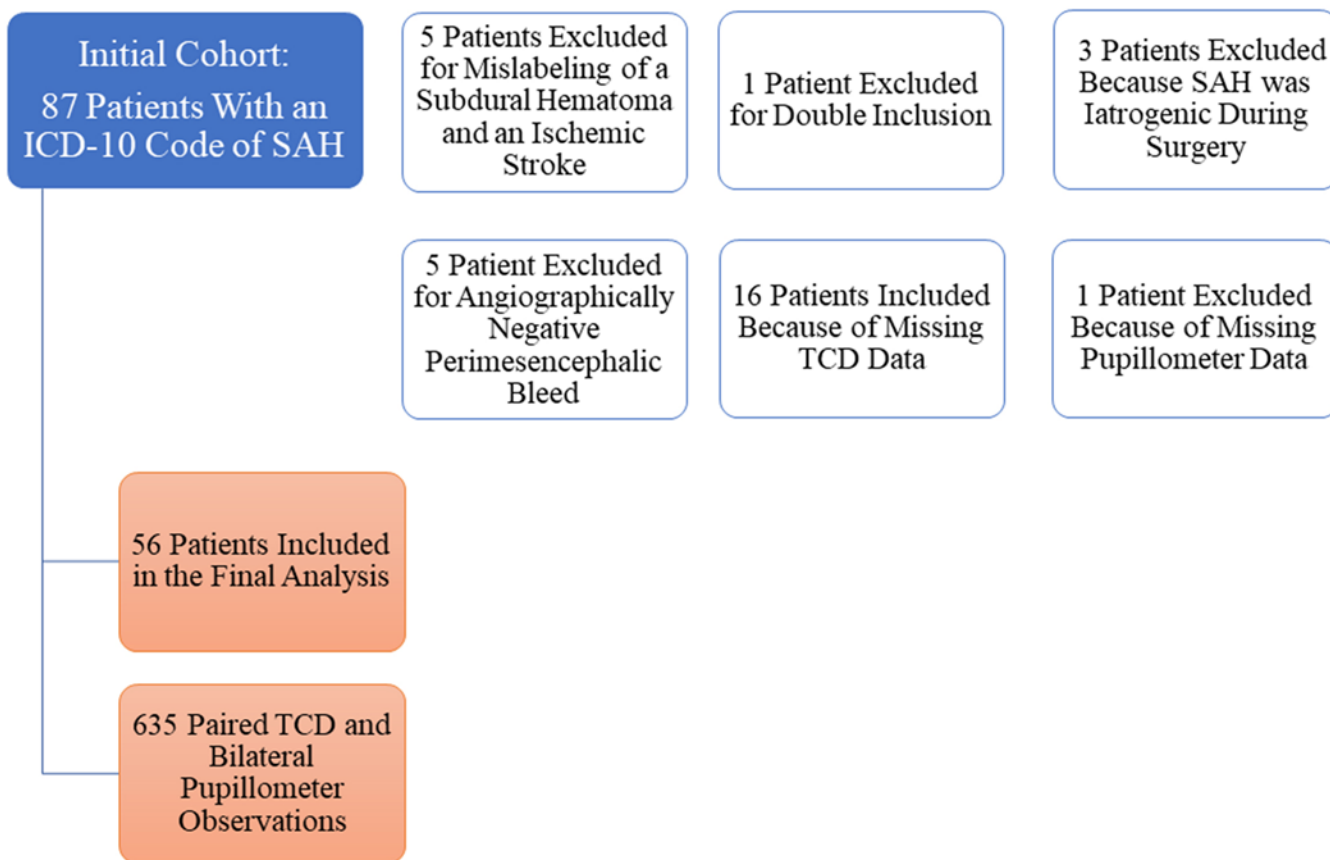 Initial Cohort:
87 Patients With an
ICD-10 Code of SAH
5 Patients Excluded
for Mislabeling of a
Subdural Hematoma
and an Ischemic
Stroke
1 Patient Excluded
for Double Inclusion
3 Patients Excluded
Because SAH was
Iatrogenic During
Surgery
5 Patient Excluded
for Angiographically
Negative
Perimesencephalic
Bleed
16 Patients Included
Because of Missing
TCD Data
1 Patient Excluded
Because of Missing
Pupillometer Data
56 Patients Included
in the Final Analysis
635 Paired TCD and
Bilateral
Pupillometer
Observations